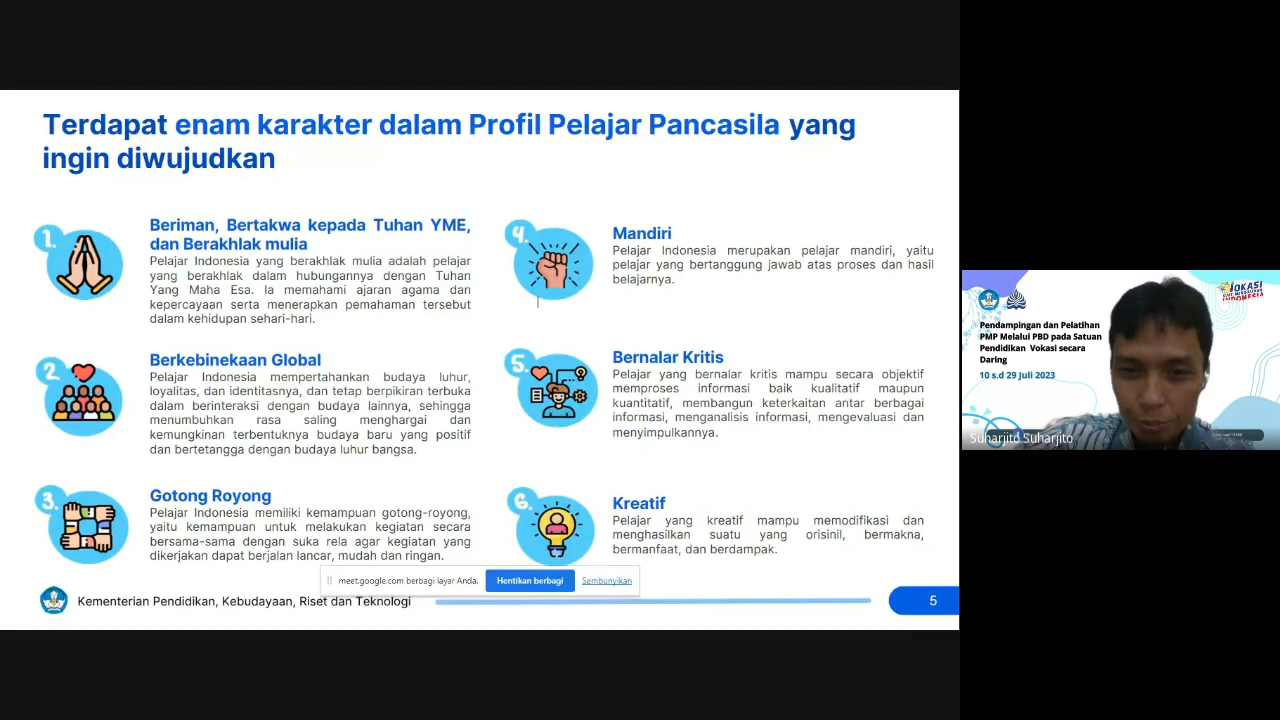 Terdapat enam karakter dalam Profil Pelajar Pancasila yang
ingin diwujudkan
1.
Beriman, Bertakwa kepada Tuhan YME,
dan Berakhlak mulia
Pelajar Indonesia yang berakhlak mulia adalah pelajar
yang berakhlak dalam hubungannya dengan Tuhan
Yang Maha Esa. Ia memahami ajaran agama dan
kepercayaan serta menerapkan pemahaman tersebut
dalam kehidupan sehari-hari.
2.
Berkebinekaan Global
Pelajar Indonesia mempertahankan budaya luhur,
loyalitas, dan identitasnya, dan tetap berpikiran terbuka
dalam berinteraksi dengan budaya lainnya, sehingga
menumbuhkan rasa saling menghargai dan
kemungkinan terbentuknya budaya baru yang positif
dan bertetangga dengan budaya luhur bangsa.
3.
Gotong Royong
Pelajar Indonesia memiliki kemampuan gotong-royong,
yaitu kemampuan untuk melakukan kegiatan secara
bersama-sama dengan suka rela agar kegiatan yang
dikerjakan dapat berjalan lancar, mudah dan ringan.
4.
Mandiri
Pelajar Indonesia merupakan pelajar mandiri, yaitu
pelajar yang bertanggung jawab atas proses dan hasil
belajarnya.
5.
Bernalar Kritis
Pelajar yang bernalar kritis mampu secara objektif
memproses informasi baik kualitatif maupun
kuantitatif, membangun keterkaitan antar berbagai
informasi, menganalisis informasi, mengevaluasi dan
menyimpulkannya.
6.
Kreatif
Pelajar yang kreatif mampu memodifikasi dan
menghasilkan suatu yang orisinil, bermakna,
bermanfaat, dan berdampak.
meet.google.com berbagi layar Anda.
Hentikan berbagi
Sembunyikan
Kementerian Pendidikan, Kebudayaan, Riset dan Teknologi
5
VOKASI
INDONESIA
Pendampingan dan Pelatihan
PMP Melalui PBD pada Satuan
Pendidikan Vokasi secara
Daring
10 s.d 29 Juli 2023
Suharjito Suharjito